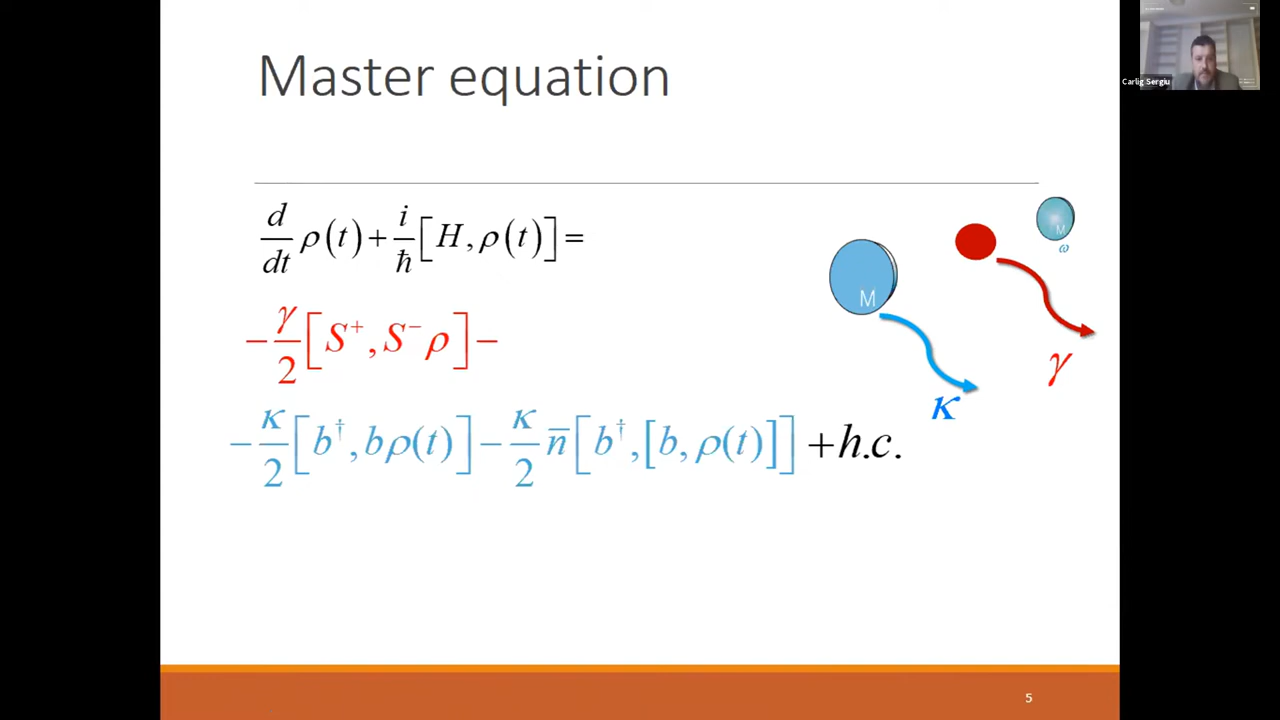 Master equation
d/dt ρ(t) + i/ħ [H, ρ(t)] =
− γ/2 [S⁺, S⁻ρ] −
− κ/2 [b†, bρ(t)] − κ/2 n̅ [b†, [b, ρ(t)]] + h.c.
M
M
ω
γ
κ
5
Carlig Sergiu